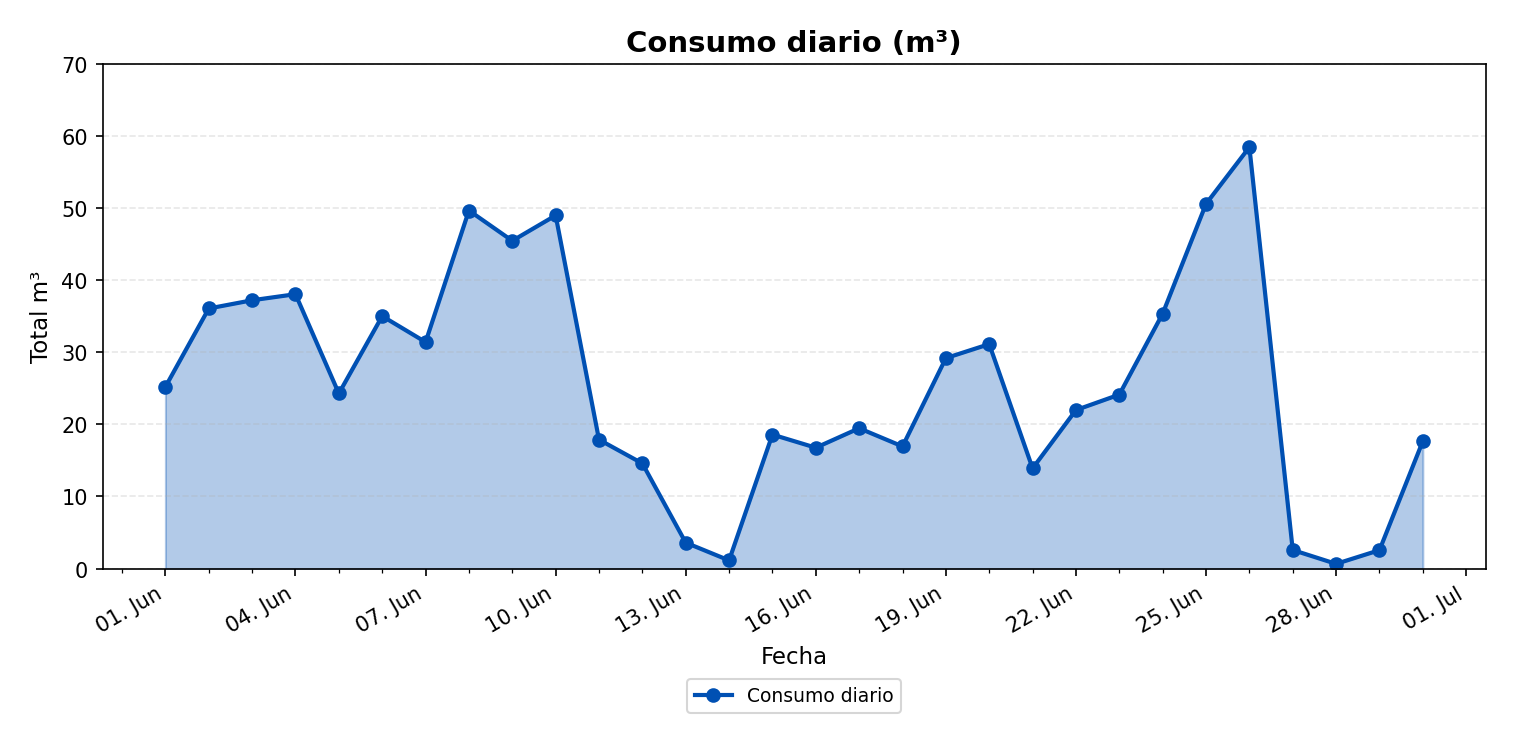 Consumo diario (m³)
Total m³
70
60
50
40
30
20
10
0
01. Jun
04. Jun
07. Jun
10. Jun
13. Jun
16. Jun
19. Jun
22. Jun
25. Jun
28. Jun
01. Jul
Fecha
Consumo diario